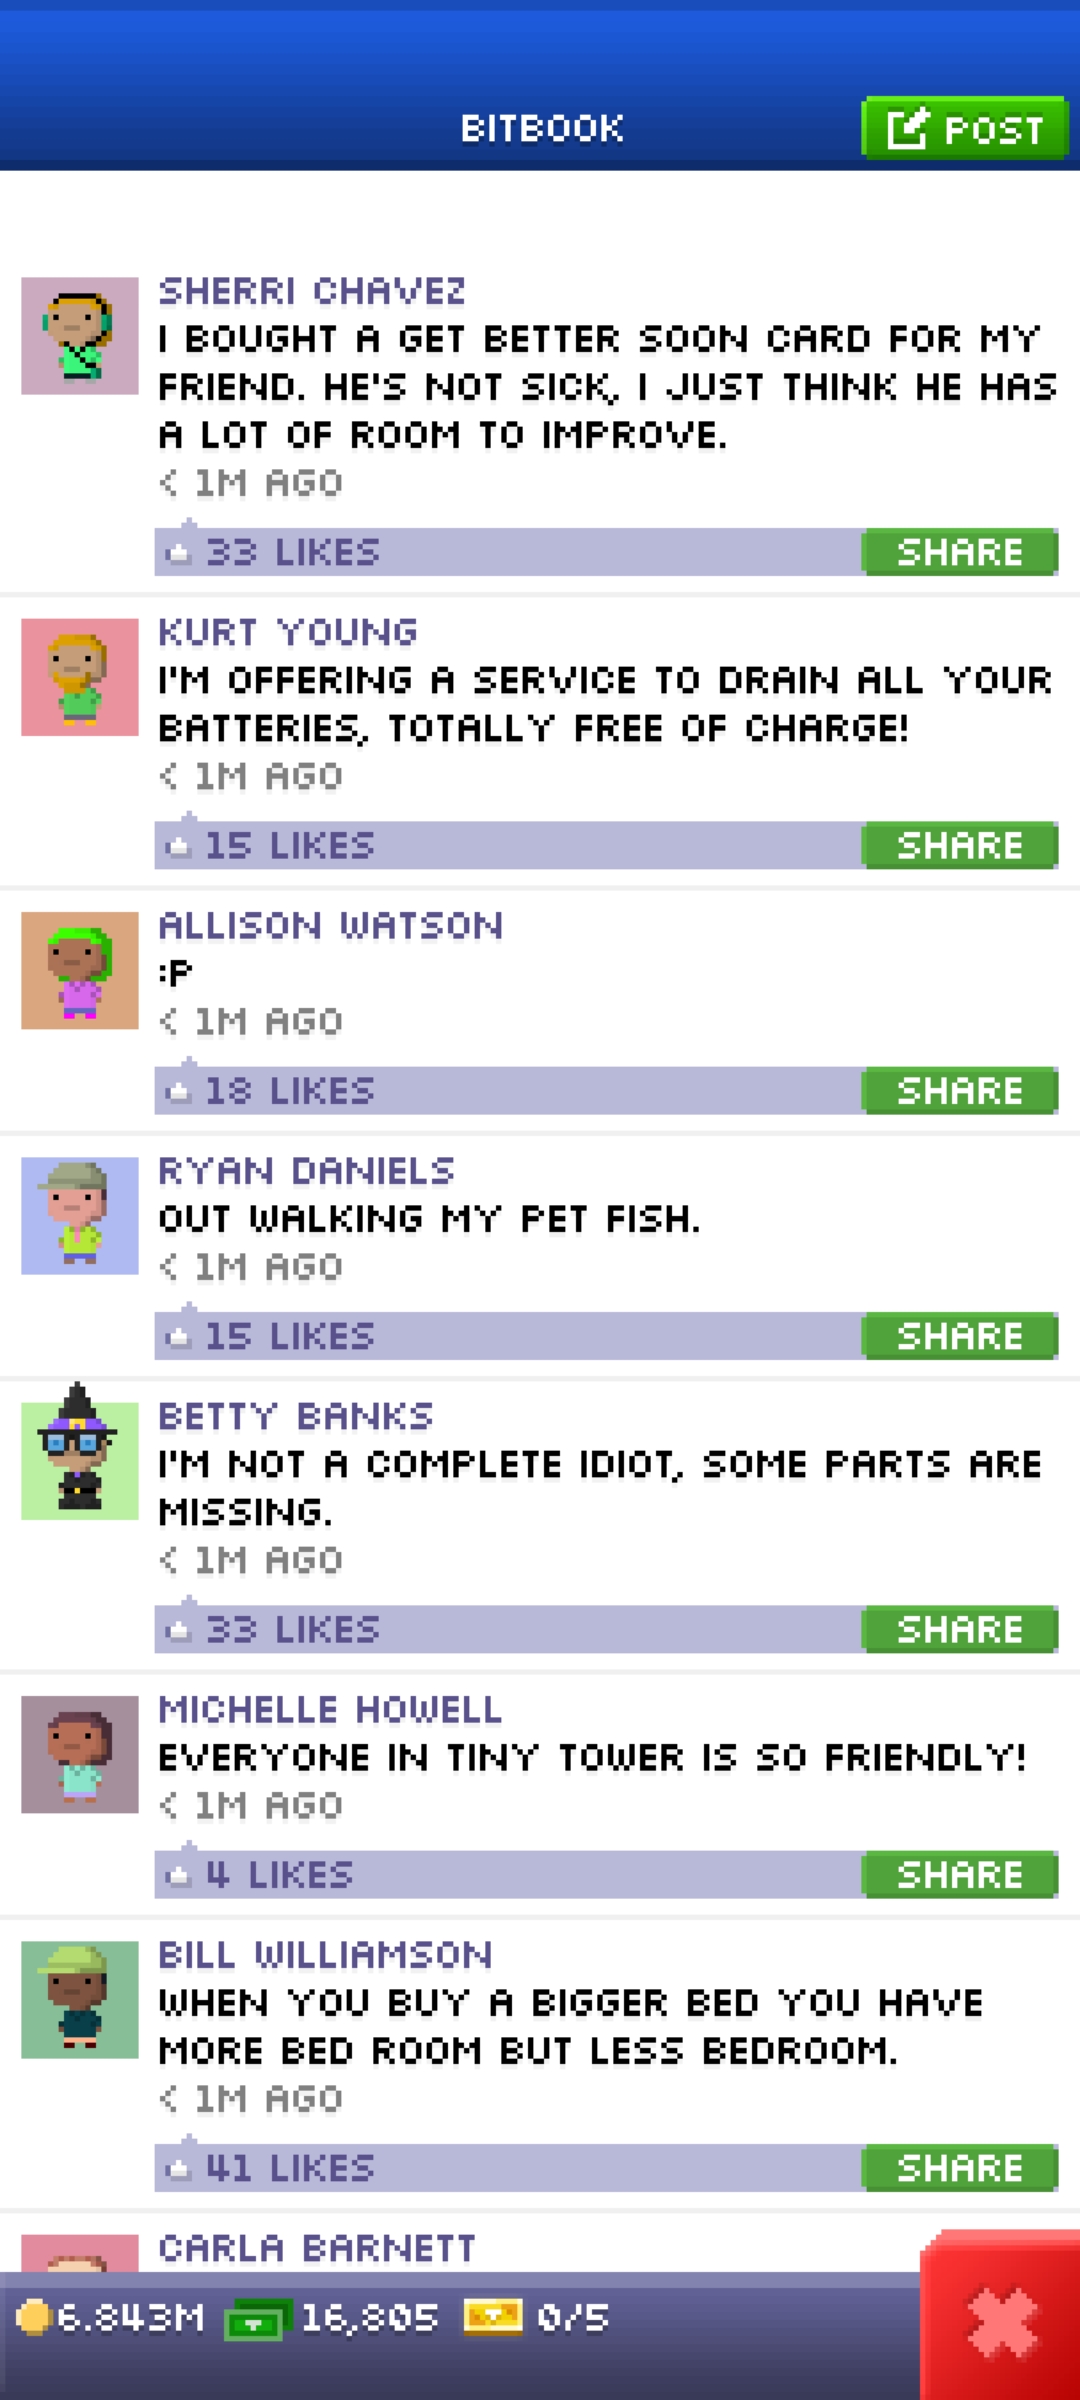 BITBOOK
POST
SHERRI CHAVEZ
I BOUGHT A GET BETTER SOON CARD FOR MY
FRIEND. HE'S NOT SICK, I JUST THINK HE HAS
A LOT OF ROOM TO IMPROVE.
< 1M AGO
33 LIKES
SHARE
KURT YOUNG
I'M OFFERING A SERVICE TO DRAIN ALL YOUR
BATTERIES, TOTALLY FREE OF CHARGE!
< 1M AGO
15 LIKES
SHARE
ALLISON WATSON
:P
< 1M AGO
18 LIKES
SHARE
RYAN DANIELS
OUT WALKING MY PET FISH.
< 1M AGO
15 LIKES
SHARE
BETTY BANKS
I'M NOT A COMPLETE IDIOT, SOME PARTS ARE
MISSING.
< 1M AGO
33 LIKES
SHARE
MICHELLE HOWELL
EVERYONE IN TINY TOWER IS SO FRIENDLY!
< 1M AGO
4 LIKES
SHARE
BILL WILLIAMSON
WHEN YOU BUY A BIGGER BED YOU HAVE
MORE BED ROOM BUT LESS BEDROOM.
< 1M AGO
41 LIKES
SHARE
CARLA BARNETT
6.843M
16,805
0/5